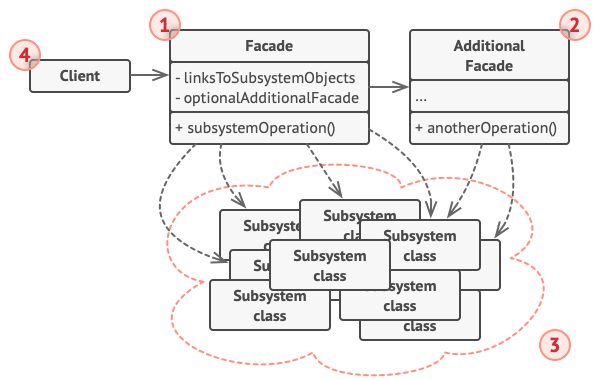 1
2
4
Facade
Additional
Facade
Client
- linksToSubsystemObjects
- optionalAdditionalFacade
...
+ subsystemOperation()
+ anotherOperation()
Subsystem
Subsystem
cla
Subsystem
class
Subsystem
class
Subsystem
class
Subsystem
class
class
3